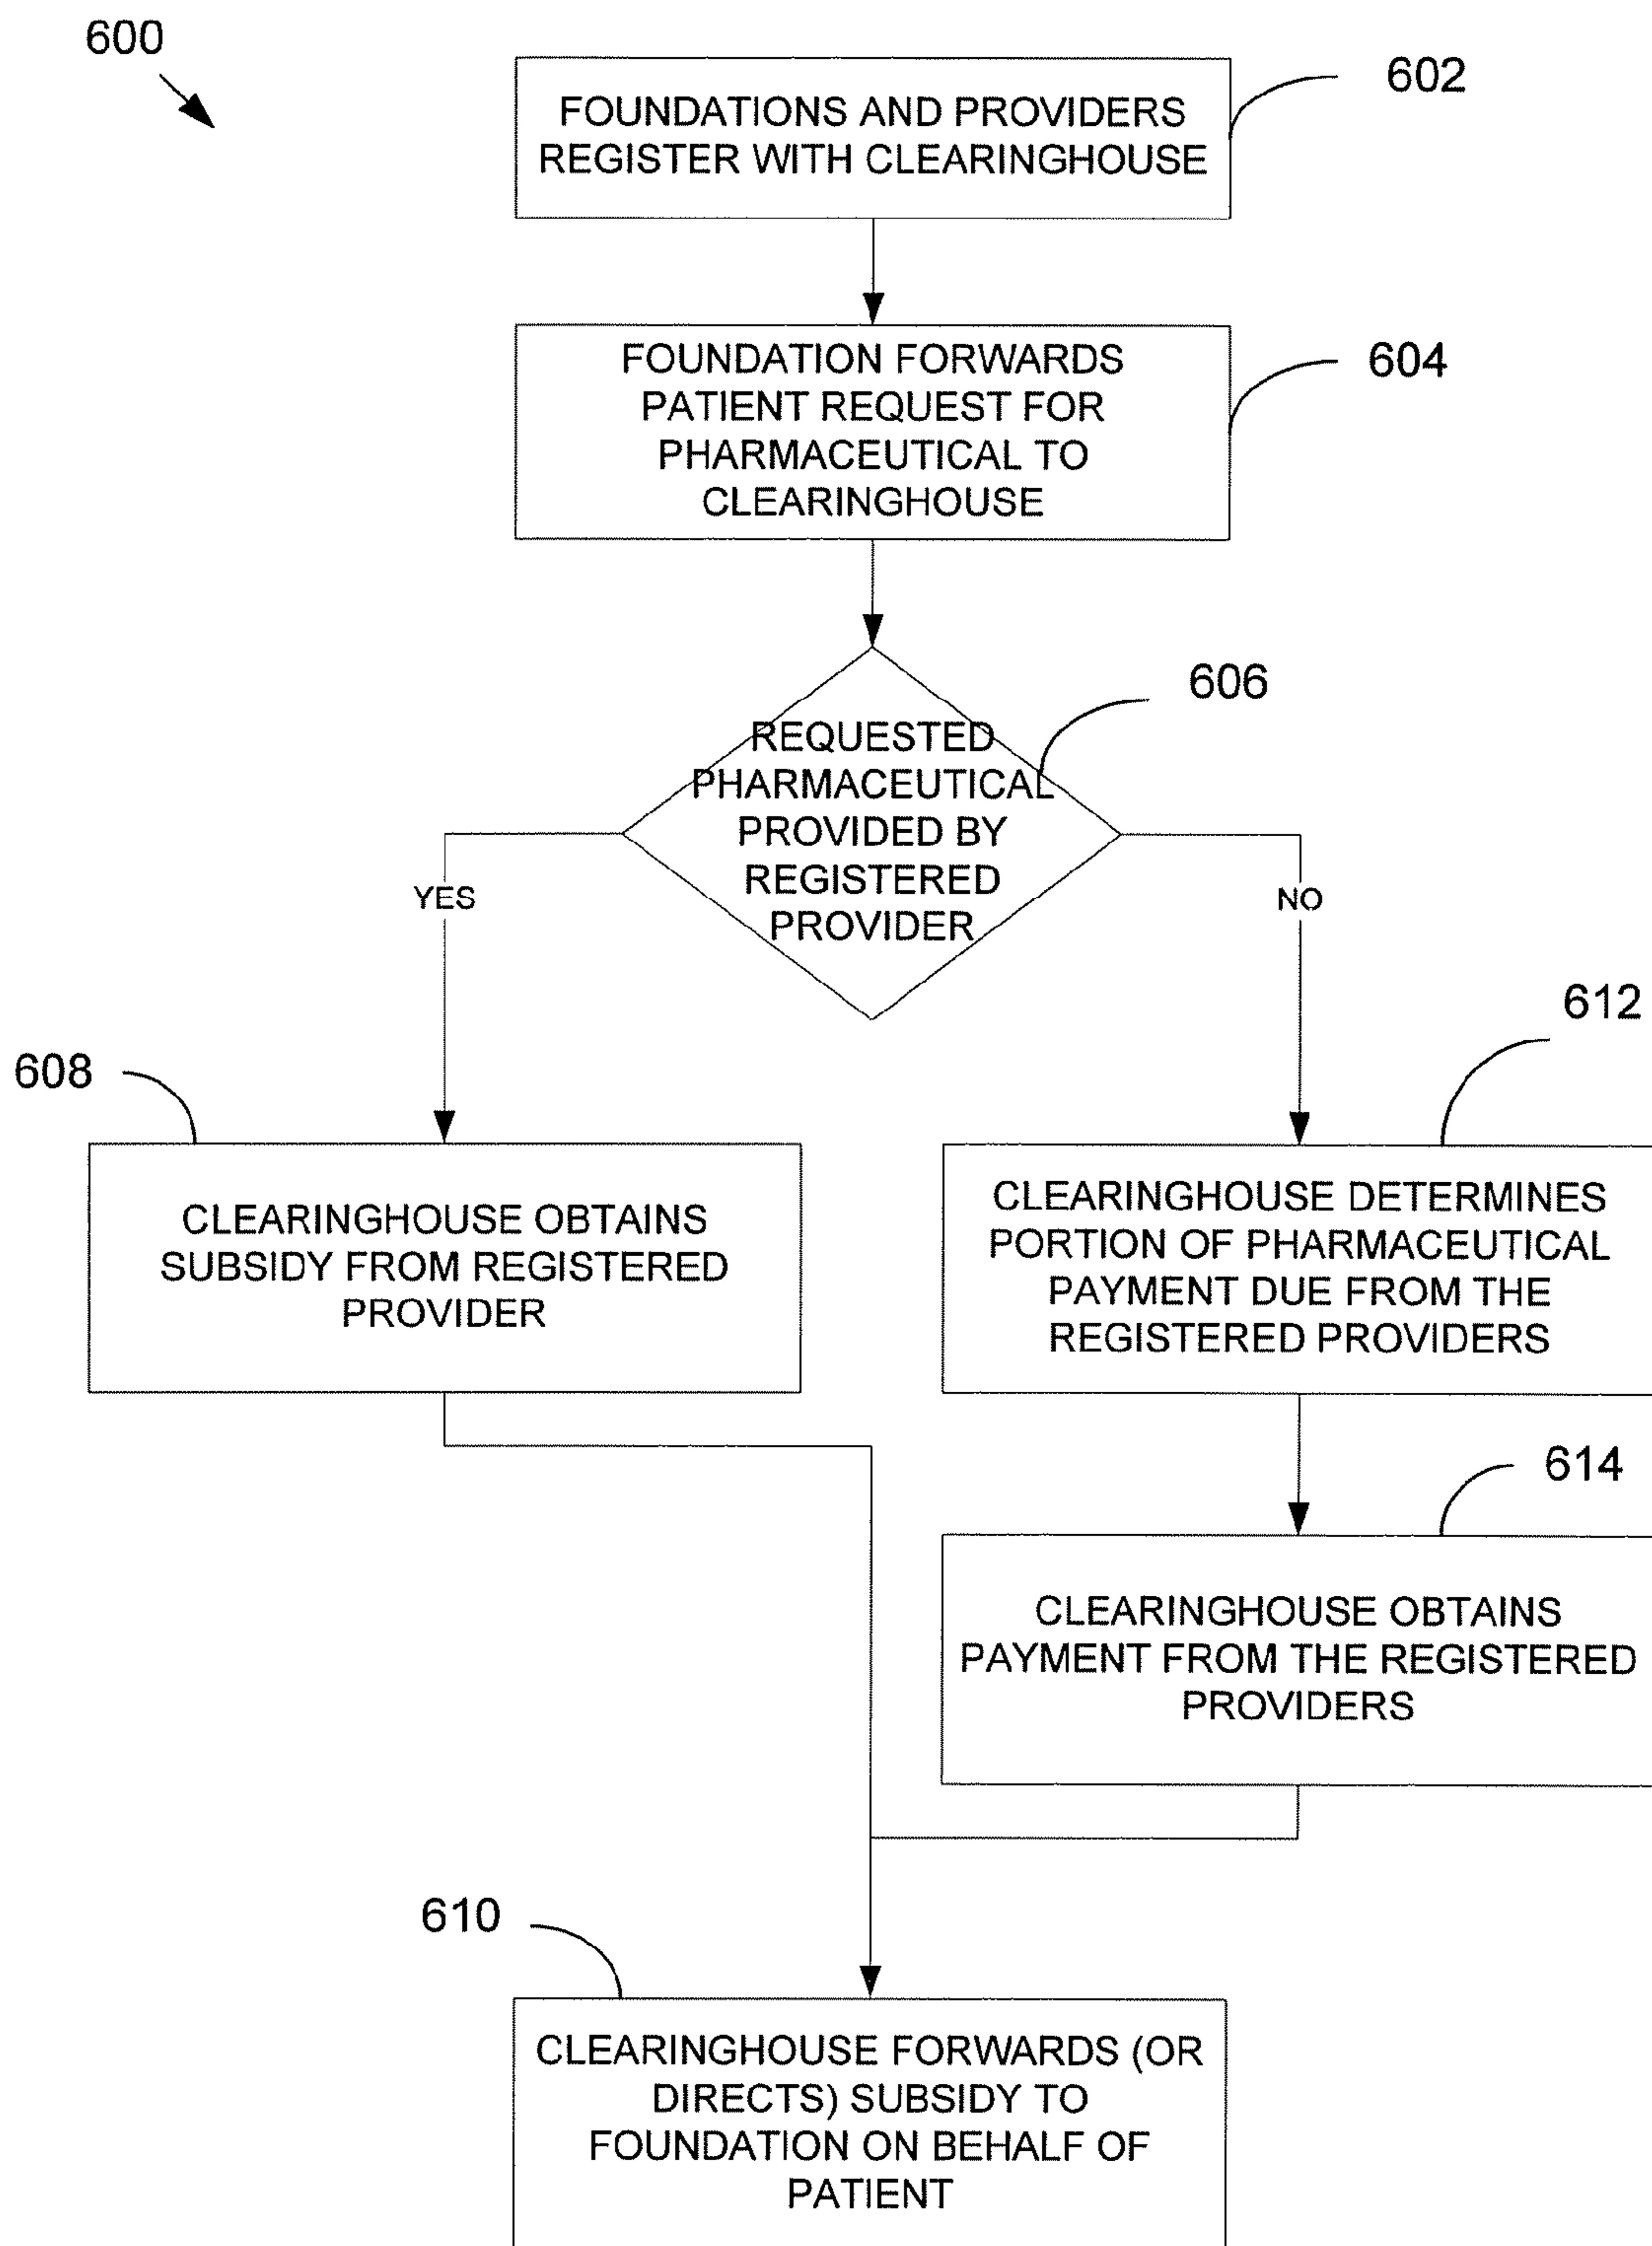 600
602
FOUNDATIONS AND PROVIDERS
REGISTER WITH CLEARINGHOUSE
604
FOUNDATION FORWARDS
PATIENT REQUEST FOR
PHARMACEUTICAL TO
CLEARINGHOUSE
606
REQUESTED
PHARMACEUTICAL
PROVIDED BY
REGISTERED
PROVIDER
YES
NO
608
CLEARINGHOUSE OBTAINS
SUBSIDY FROM REGISTERED
PROVIDER
612
CLEARINGHOUSE DETERMINES
PORTION OF PHARMACEUTICAL
PAYMENT DUE FROM THE
REGISTERED PROVIDERS
614
CLEARINGHOUSE OBTAINS
PAYMENT FROM THE REGISTERED
PROVIDERS
610
CLEARINGHOUSE FORWARDS (OR
DIRECTS) SUBSIDY TO
FOUNDATION ON BEHALF OF
PATIENT